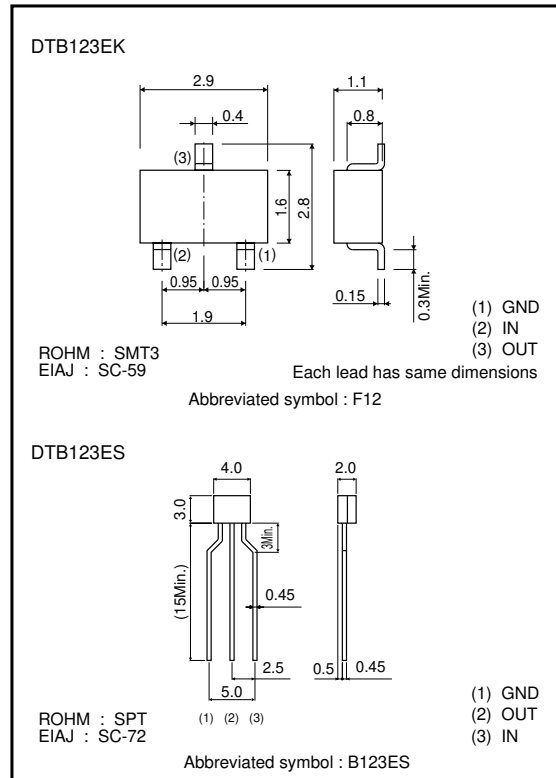 DTB123EK
2.9
1.1
0.4
0.8
(3)
1.6
2.8
(2)
(1)
0.95
0.95
0.15
0.3Min.
1.9
(1) GND
(2) IN
(3) OUT
ROHM : SMT3
EIAJ : SC-59
Each lead has same dimensions
Abbreviated symbol : F12
DTB123ES
4.0
2.0
3.0
3Min.
(15Min.)
0.45
2.5
0.5
0.45
5.0
(1) (2) (3)
(1) GND
(2) OUT
(3) IN
ROHM : SPT
EIAJ : SC-72
Abbreviated symbol : B123ES